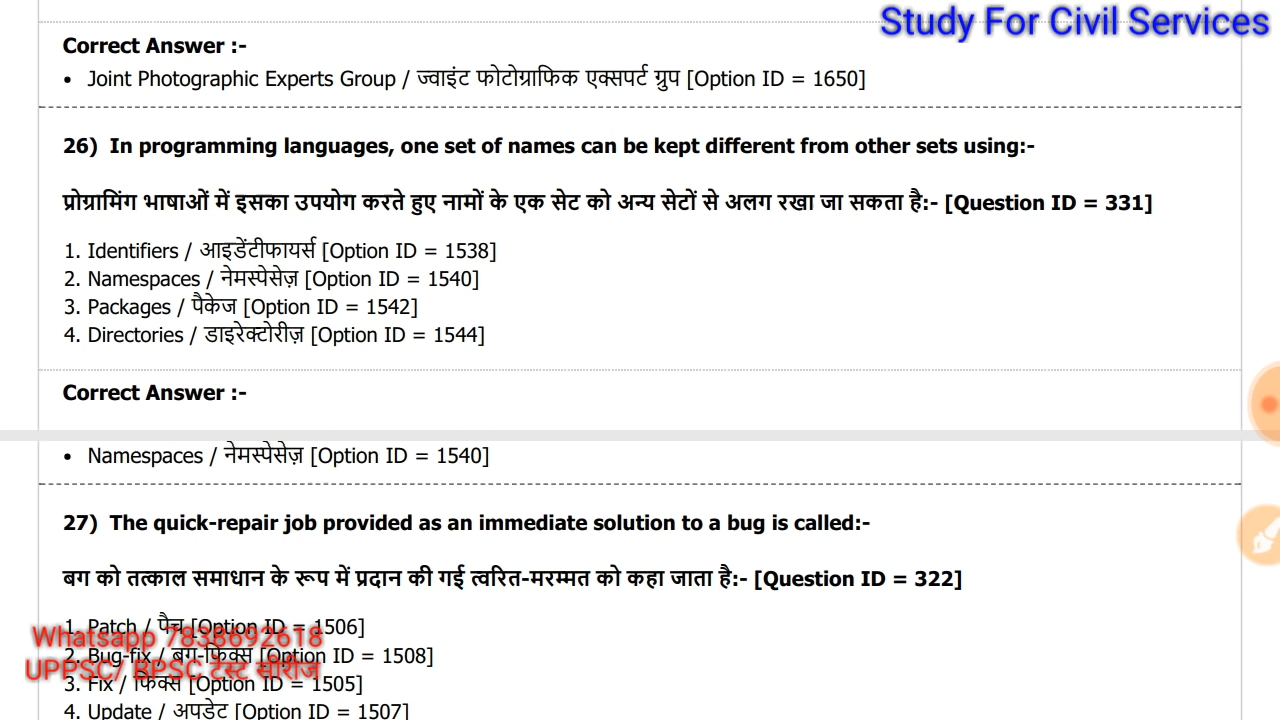 Study For Civil Services
Correct Answer :-
• Joint Photographic Experts Group / ज्वाइंट फोटोग्राफिक एक्सपर्ट ग्रुप [Option ID = 1650]
26) In programming languages, one set of names can be kept different from other sets using:-
प्रोग्रामिंग भाषाओं में इसका उपयोग करते हुए नामों के एक सेट को अन्य सेटों से अलग रखा जा सकता है:- [Question ID = 331]
1. Identifiers / आइडेंटीफायर्स [Option ID = 1538]
2. Namespaces / नेमस्पेसेज़ [Option ID = 1540]
3. Packages / पैकेज [Option ID = 1542]
4. Directories / डाइरेक्टोरीज़ [Option ID = 1544]
Correct Answer :-
• Namespaces / नेमस्पेसेज़ [Option ID = 1540]
27) The quick-repair job provided as an immediate solution to a bug is called:-
बग को तत्काल समाधान के रूप में प्रदान की गई त्वरित-मरम्मत को कहा जाता है:- [Question ID = 322]
1. Patch / पैच [Option ID = 1506]
Whatsapp 7838692618
2. Bug-fix / बग-फिक्स [Option ID = 1508]
UPPSC/ BPSC टेस्ट सीरीज
3. Fix / फिक्स [Option ID = 1505]
4. Update / अपडेट [Option ID = 1507]